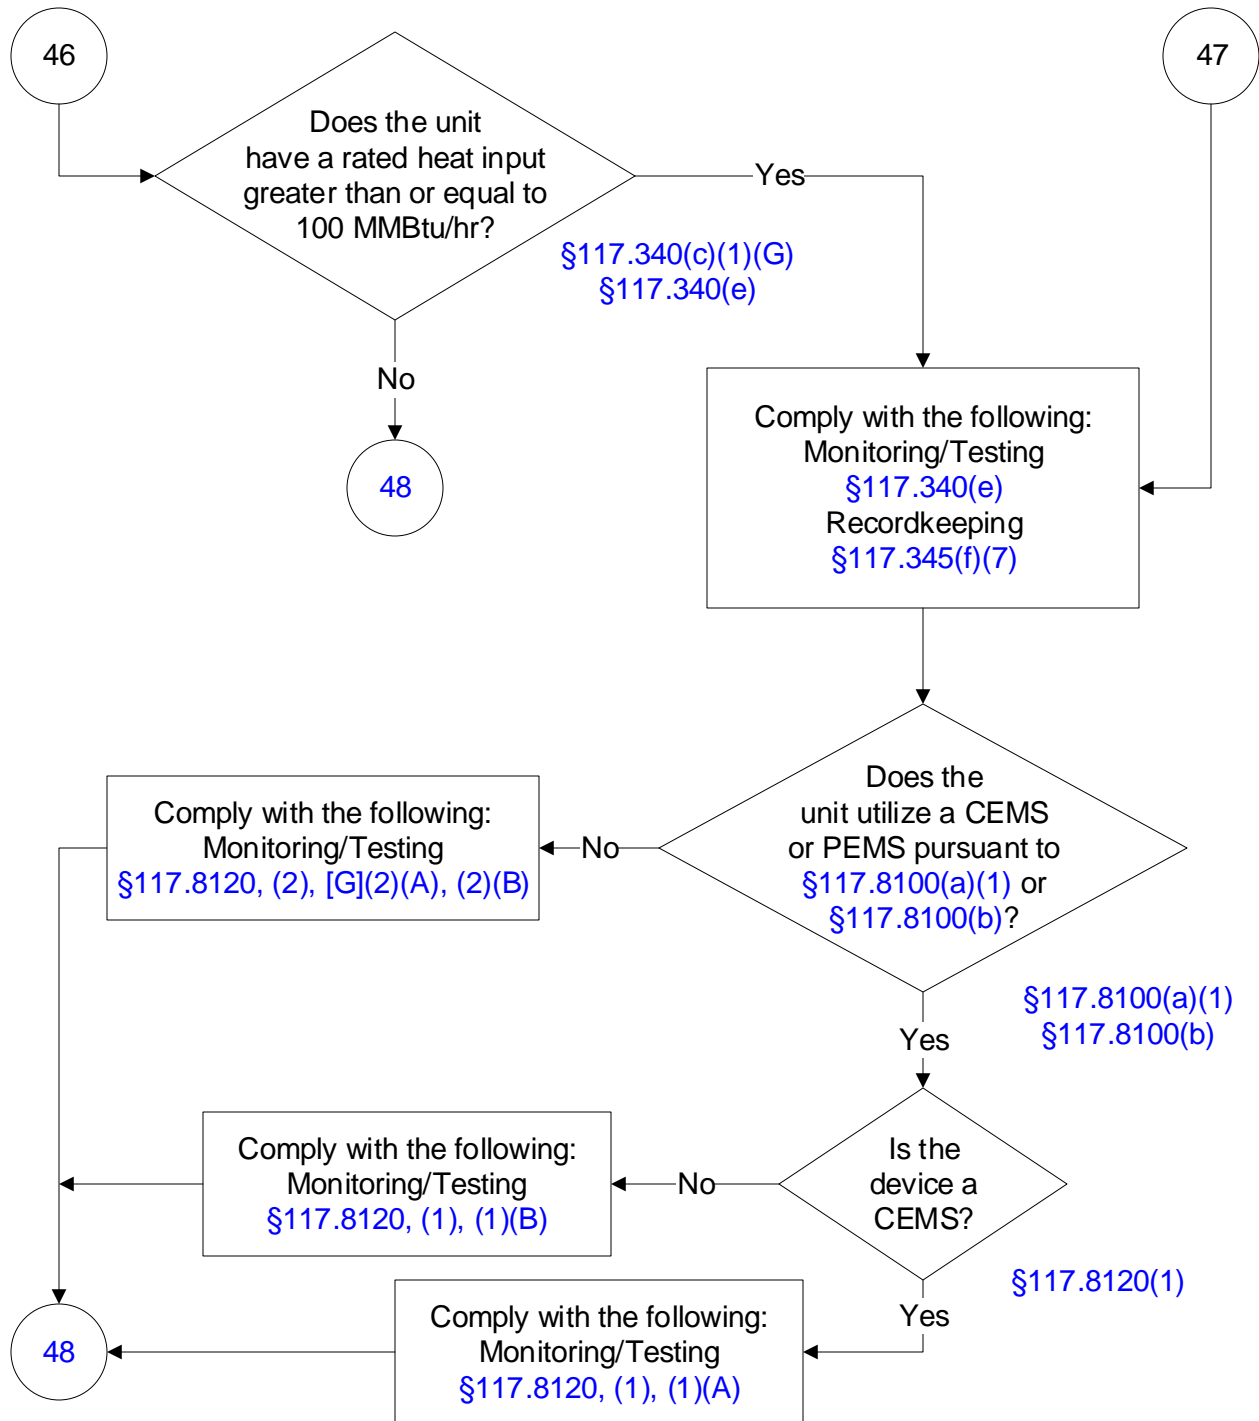 46
47
Does the unit
have a rated heat input
greater than or equal to
100 MMBtu/hr?
Yes
§117.340(c)(1)(G)
§117.340(e)
No
48
Comply with the following:
Monitoring/Testing
§117.340(e)
Recordkeeping
§117.345(f)(7)
Does the
unit utilize a CEMS
or PEMS pursuant to
§117.8100(a)(1) or
§117.8100(b)?
No
Comply with the following:
Monitoring/Testing
§117.8120, (2), [G](2)(A), (2)(B)
§117.8100(a)(1)
§117.8100(b)
Yes
Is the
device a
CEMS?
No
Comply with the following:
Monitoring/Testing
§117.8120, (1), (1)(B)
§117.8120(1)
Yes
Comply with the following:
Monitoring/Testing
§117.8120, (1), (1)(A)
48